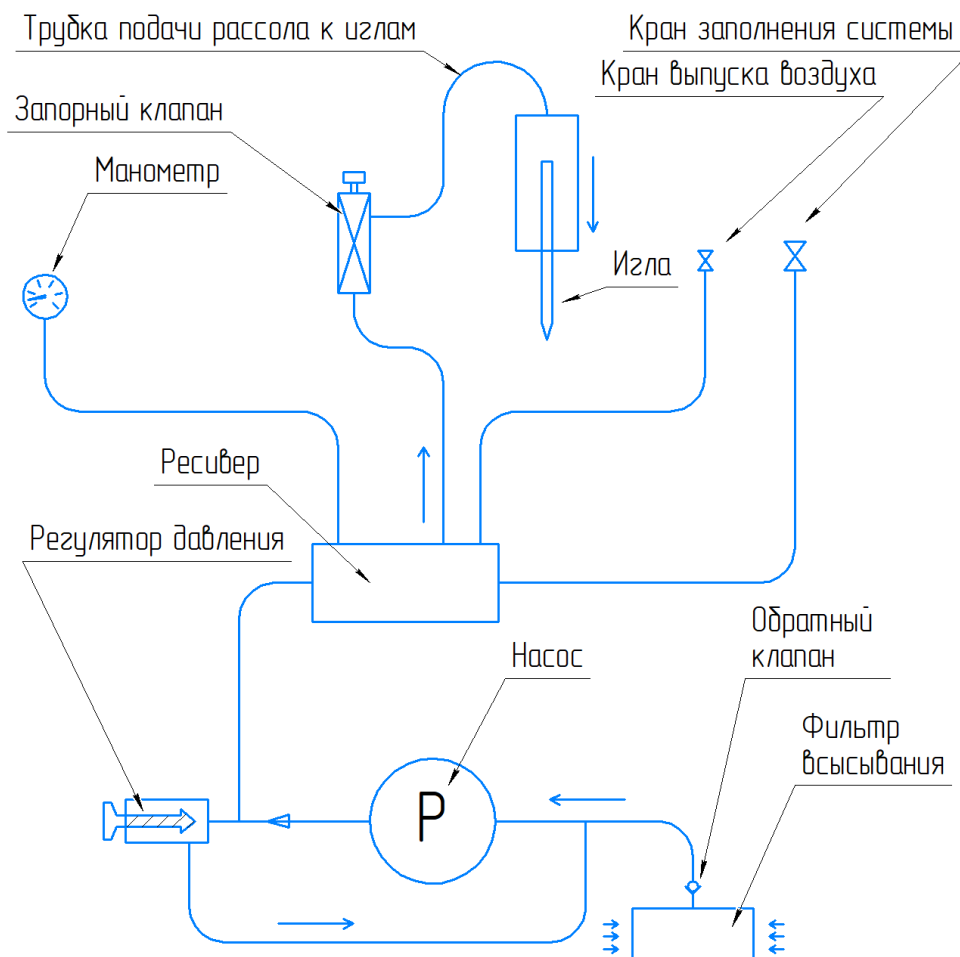 Трубка подачи рассола к иглам
Кран заполнения системы
Кран выпуска воздуха
Запорный клапан
Манометр
Игла
Ресивер
Регулятор давления
Обратный
клапан
Насос
Фильтр
всысывания
P